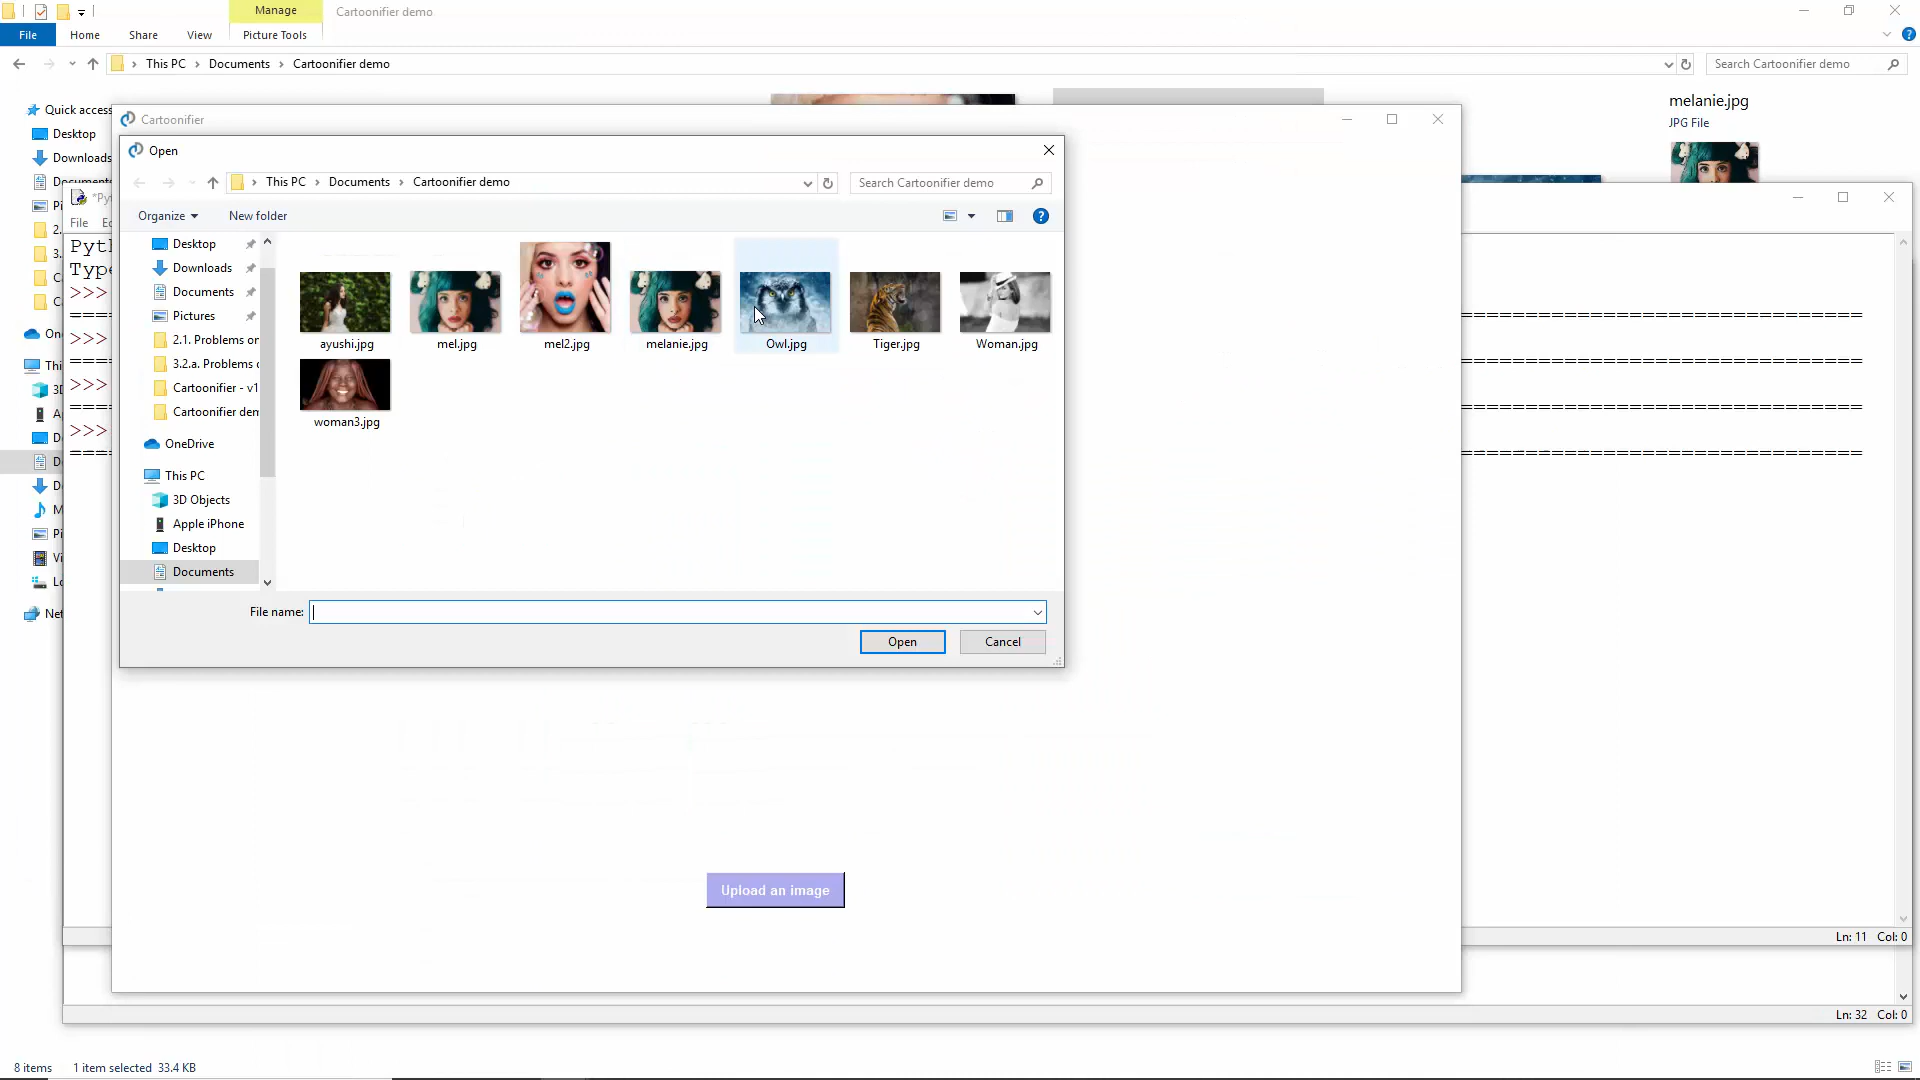 Manage
Cartoonifier demo
File
Home
Share
View
Picture Tools
This PC
Documents
Cartoonifier demo
Search Cartoonifier demo
Quick access
Desktop
Downloads
melanie.jpg
JPG File
Cartoonifier
Open
This PC
Documents
Cartoonifier demo
Search Cartoonifier demo
Organize
New folder
File
>>>
>>>
>>>
>>>
>>>
Desktop
Downloads
Documents
Pictures
2.1. Problems
3.2.a. Problems
Cartoonifier - v1
Cartoonifier
OneDrive
This PC
3D Objects
Apple iPhone
Desktop
Documents
ayushi.jpg
mel.jpg
mel2.jpg
melanie.jpg
Owl.jpg
Tiger.jpg
Woman.jpg
woman3.jpg
File name:
Open
Cancel
Upload an image
Ln: 11 Col: 0
Ln: 32 Col: 0
8 items
1 item selected 33.4 KB